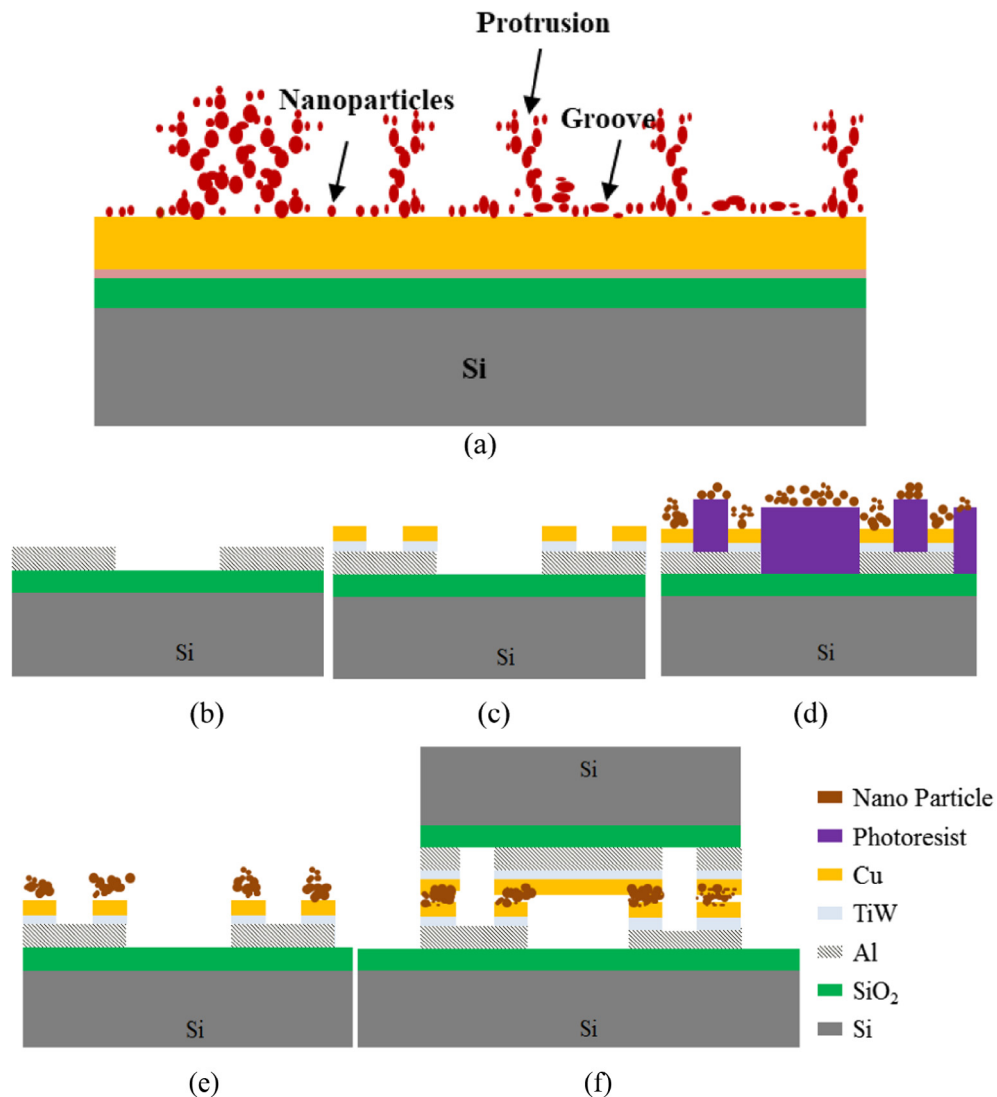 Protrusion
Nanoparticles
Groove
Si
(a)
Si
Si
Si
(b)
(c)
(d)
Si
Nano Particle
Photoresist
Cu
TiW
Al
SiO₂
Si
Si
Si
(e)
(f)